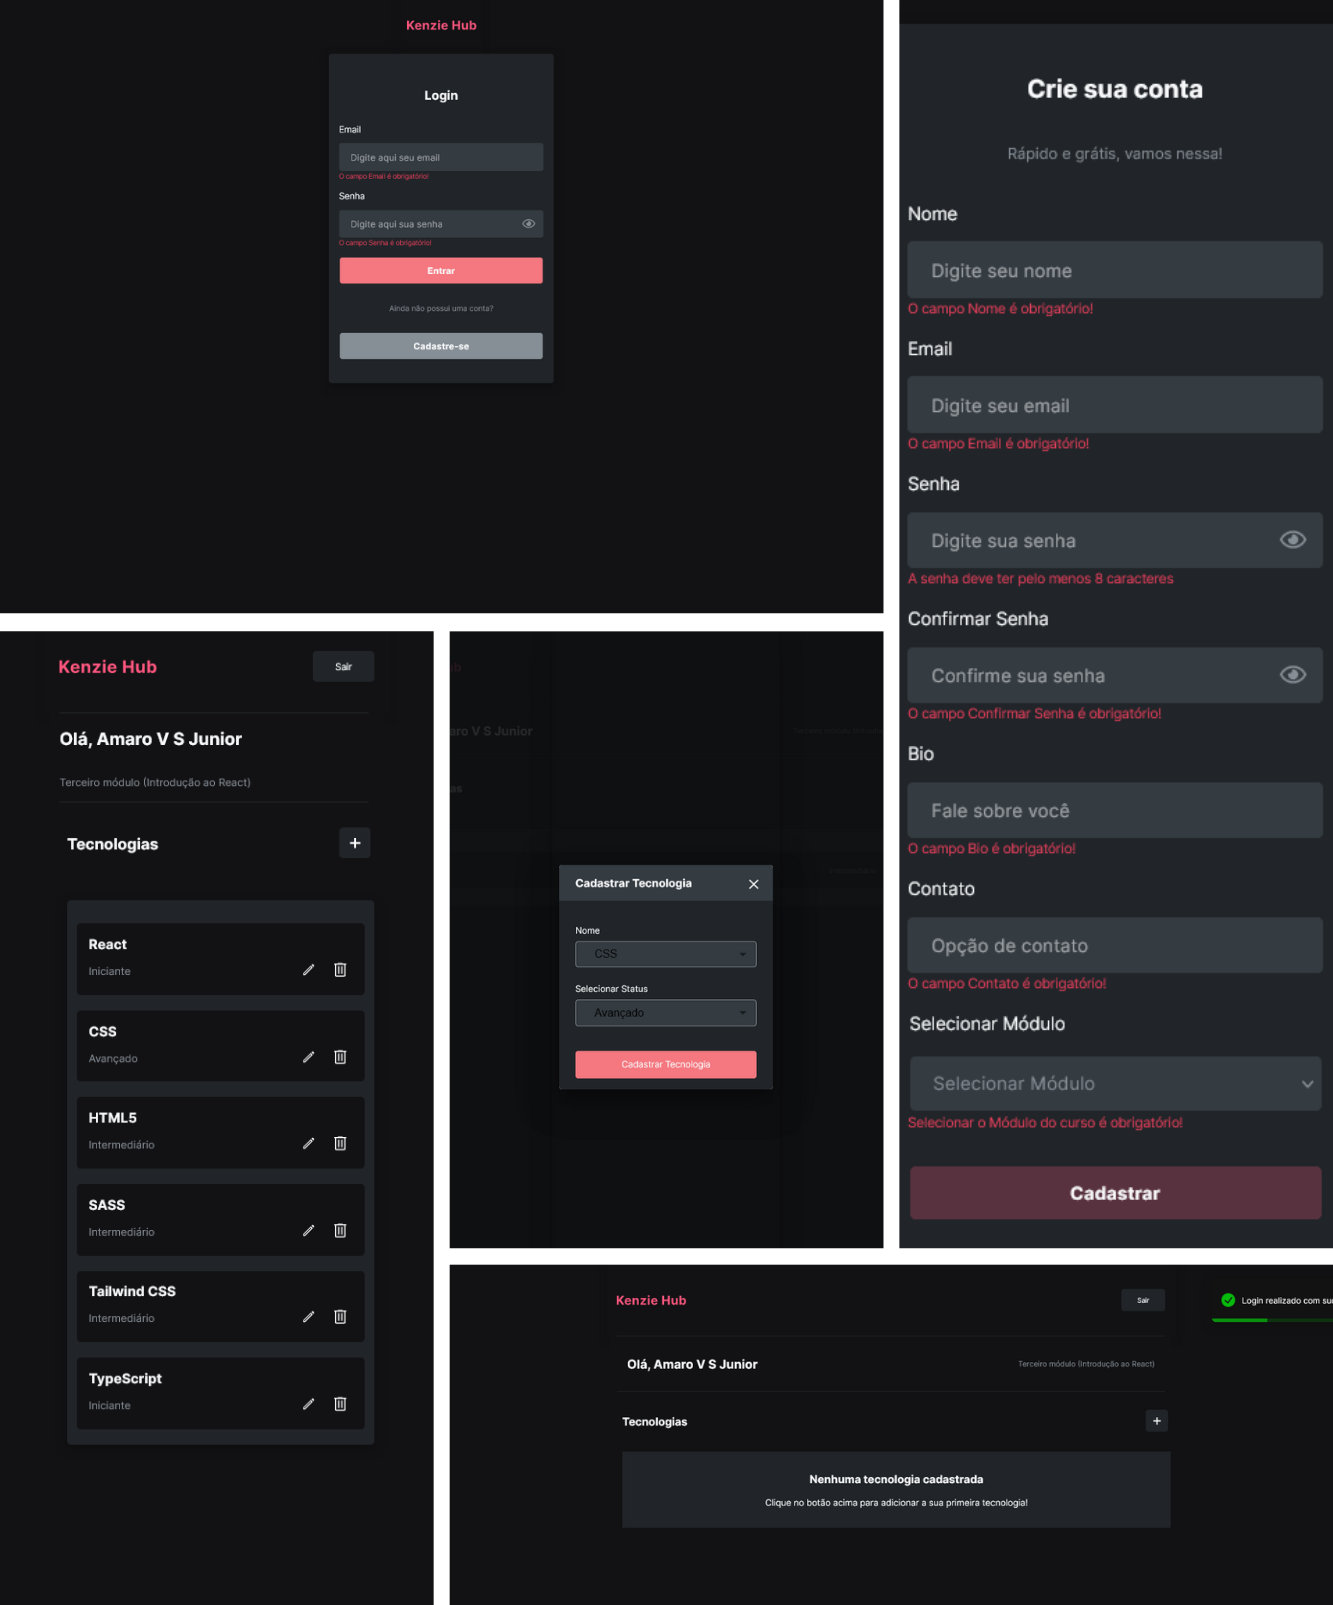 Kenzie Hub
Login
Email
Digite aqui seu email
O campo Email é obrigatório!
Senha
Digite aqui sua senha
O campo Senha é obrigatório!
Entrar
Ainda não possui uma conta?
Cadastre-se
Crie sua conta
Rápido e grátis, vamos nessa!
Nome
Digite seu nome
O campo Nome é obrigatório!
Email
Digite seu email
O campo Email é obrigatório!
Senha
Digite sua senha
A senha deve ter pelo menos 8 caracteres
Confirmar Senha
Confirme sua senha
O campo Confirmar Senha é obrigatório!
Bio
Fale sobre você
O campo Bio é obrigatório!
Contato
Opção de contato
O campo Contato é obrigatório!
Selecionar Módulo
Selecionar Módulo
Selecionar o Módulo do curso é obrigatório!
Cadastrar
Kenzie Hub
Sair
Olá, Amaro V S Junior
Terceiro módulo (Introdução ao React)
Tecnologias
+
React
Iniciante
CSS
Avançado
HTML5
Intermediário
SASS
Intermediário
Tailwind CSS
Intermediário
TypeScript
Iniciante
aro V S Junior
as
Cadastrar Tecnologia
Nome
CSS
Selecionar Status
Avançado
Cadastrar Tecnologia
Kenzie Hub
Sair
Login realizado com su
Olá, Amaro V S Junior
Terceiro módulo (Introdução ao React)
Tecnologias
+
Nenhuma tecnologia cadastrada
Clique no botão acima para adicionar a sua primeira tecnologia!